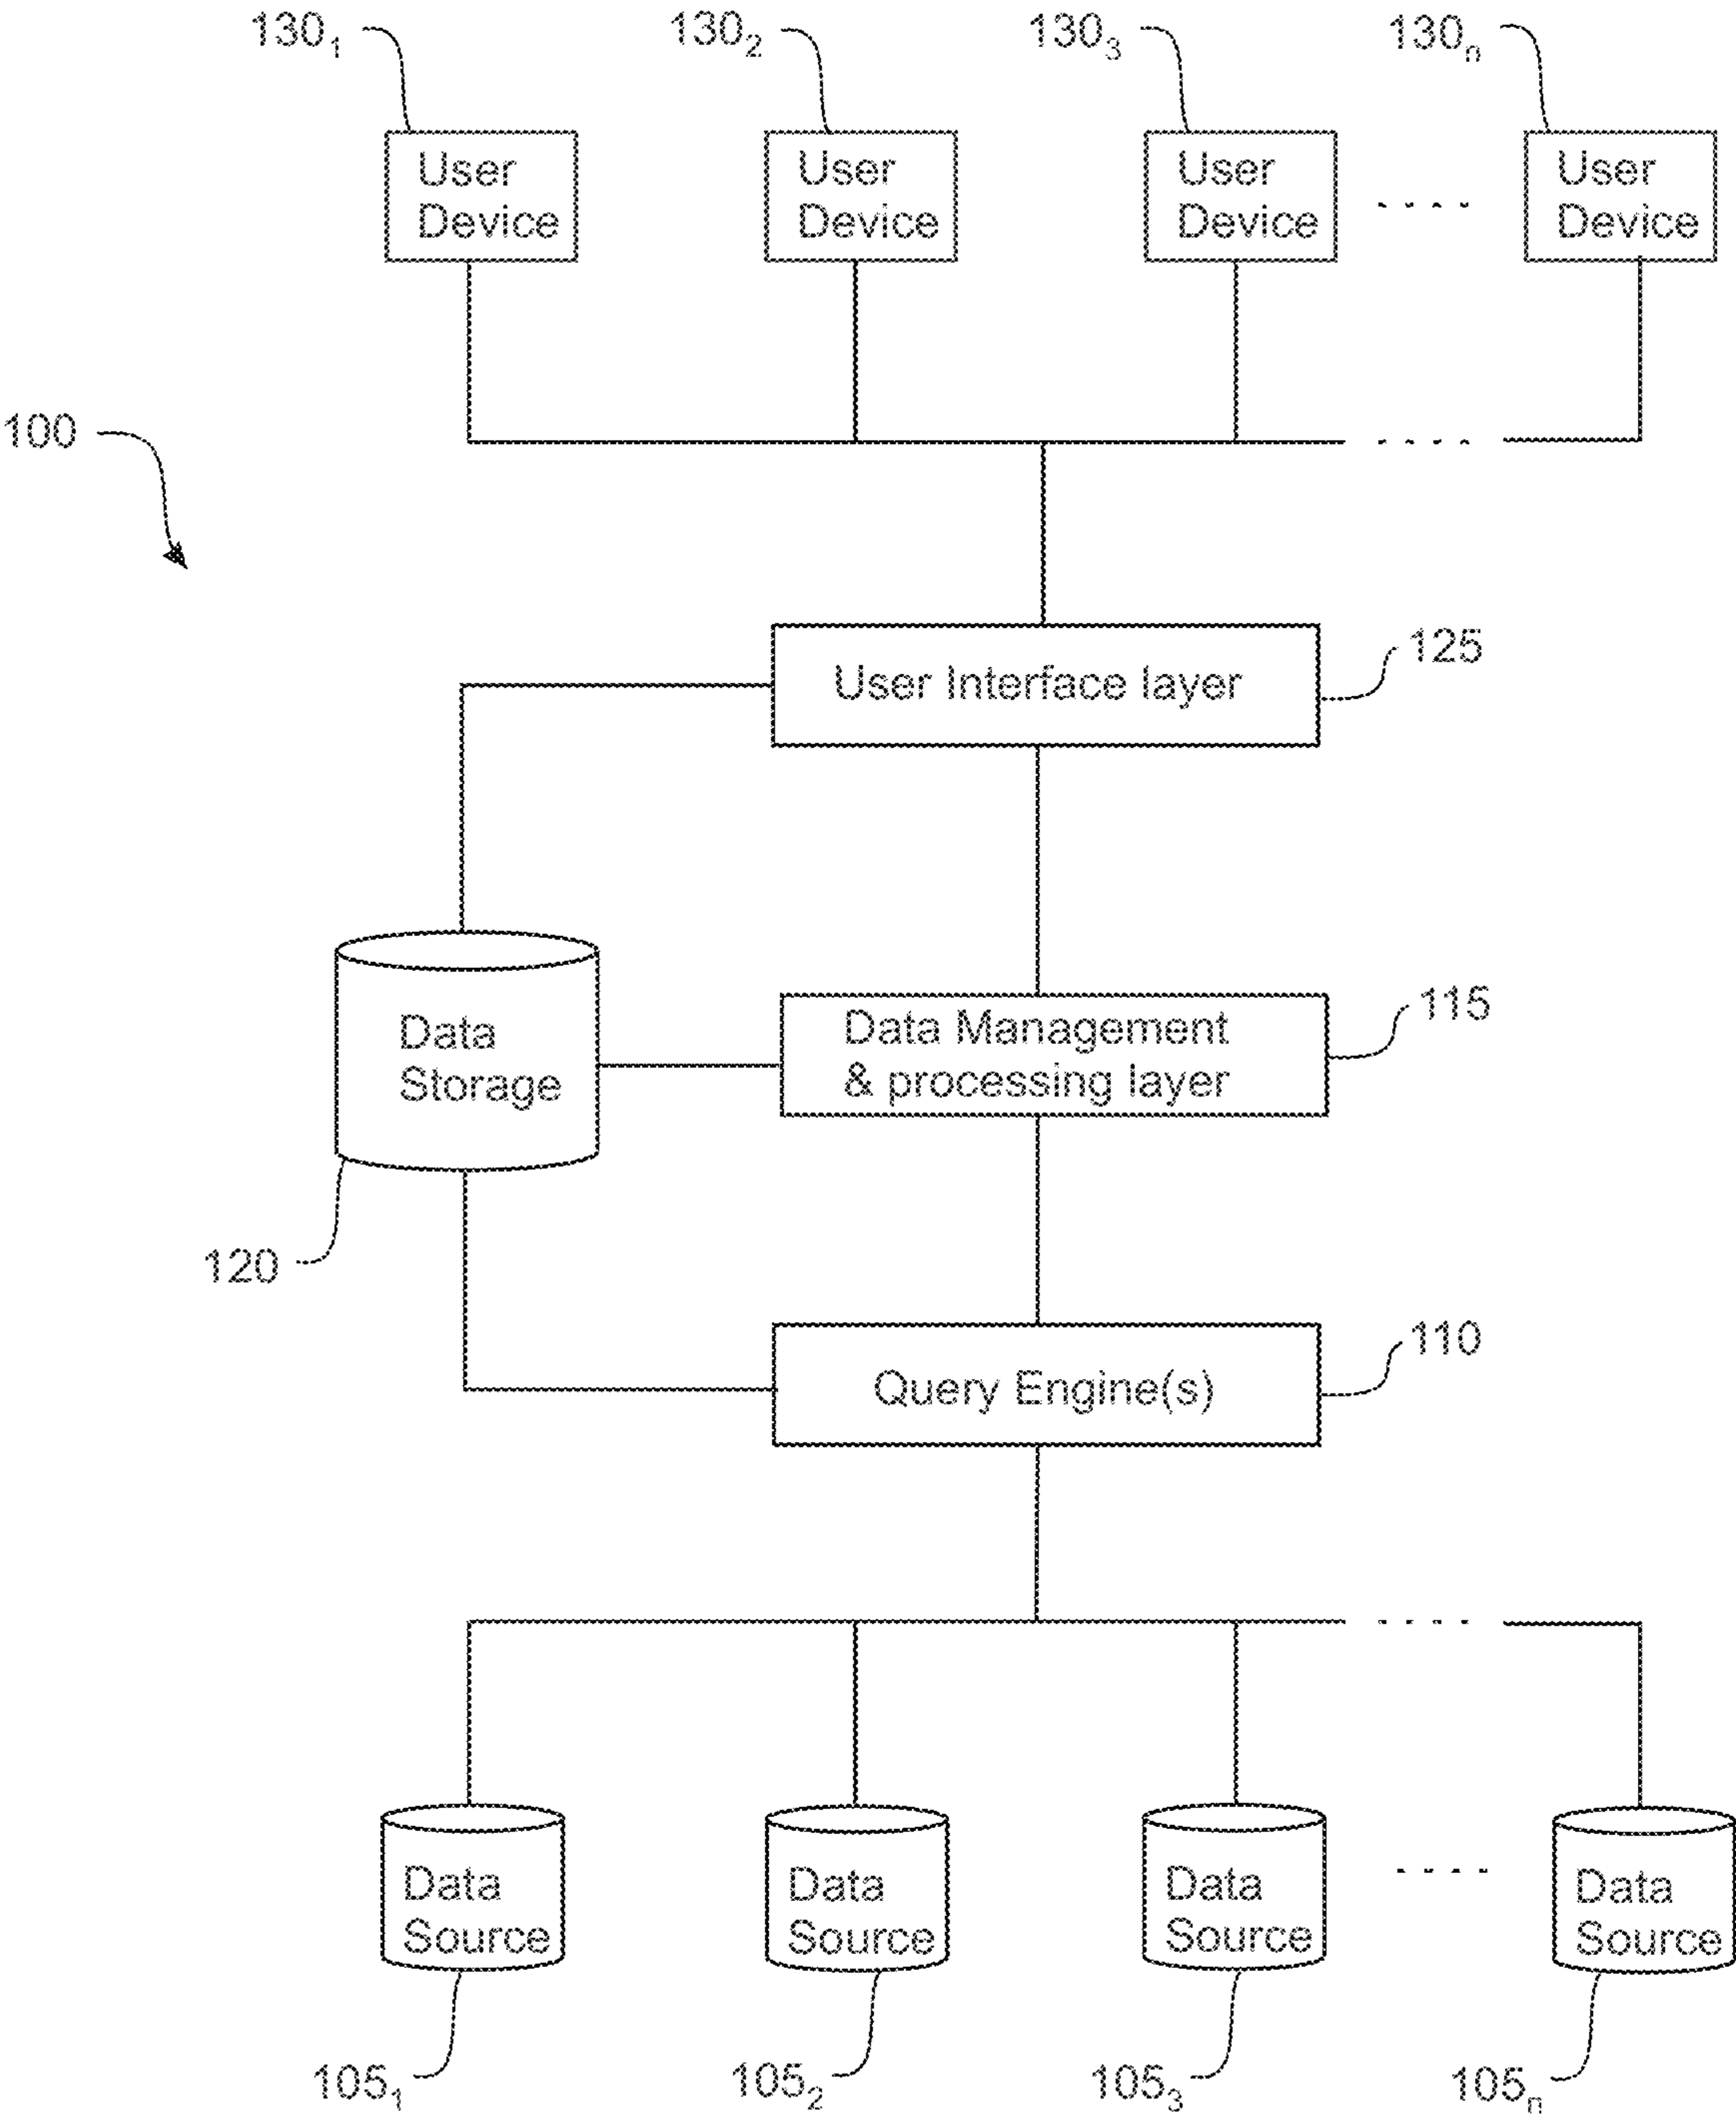 130₁
130₂
130₃
130ₙ
User
Device
User
Device
User
Device
. . . .
User
Device
100
. . . .
125
User Interface layer
115
Data
Storage
Data Management
& processing layer
120
110
Query Engine(s)
. . . .
Data
Source
Data
Source
Data
Source
. . . .
Data
Source
105₁
105₂
105₃
105ₙ